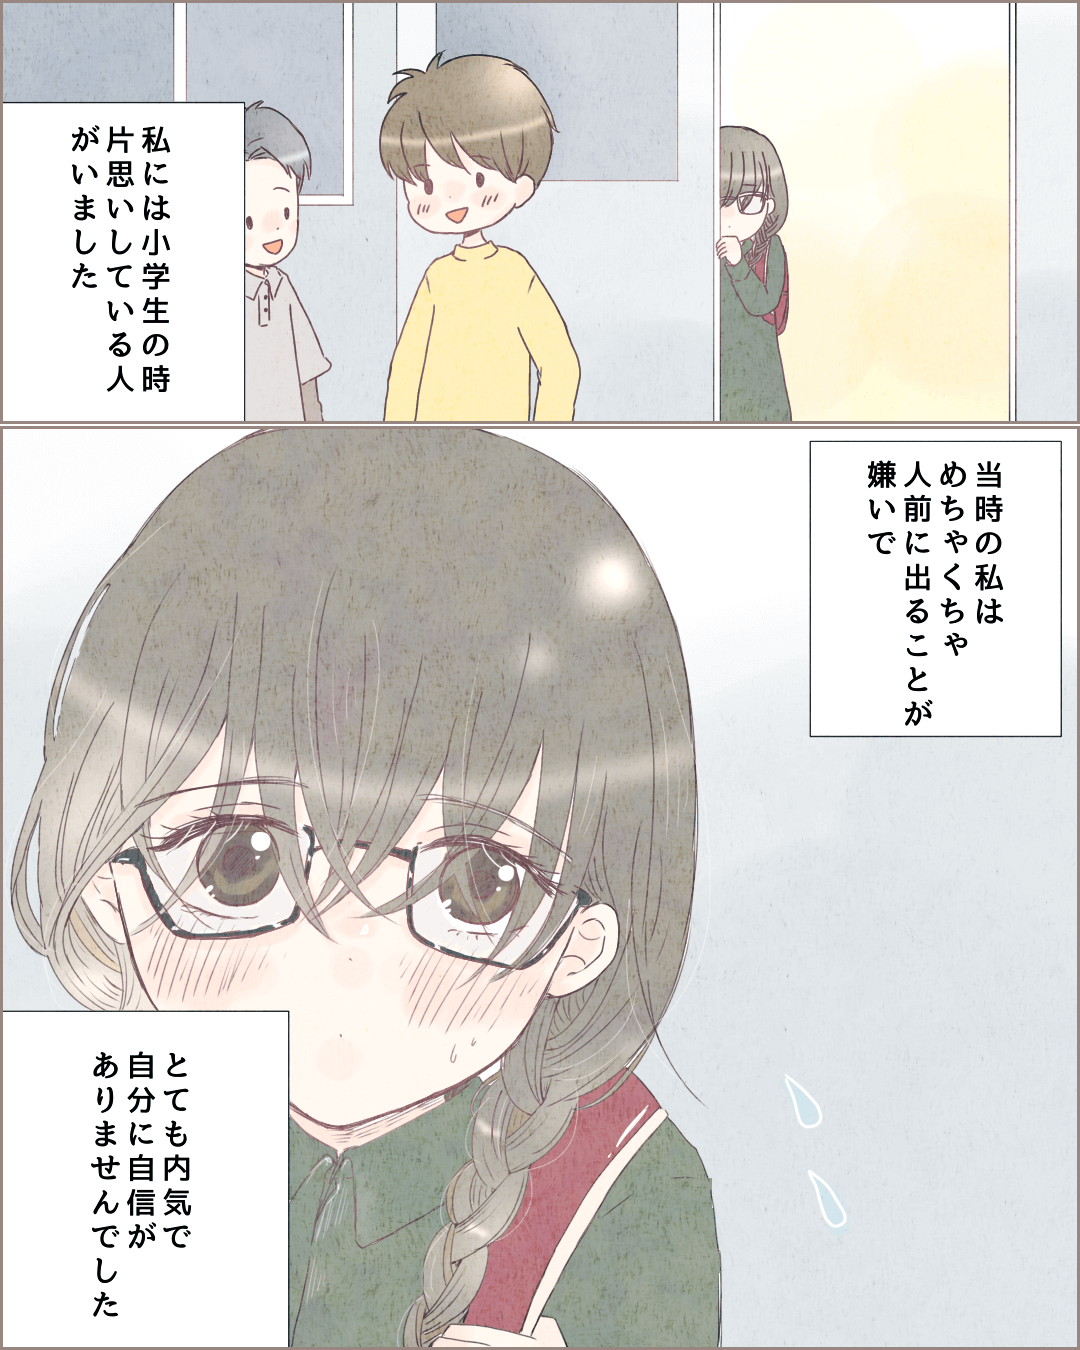 私には小学生の時
片思いしている人
がいました
当時の私は
めちゃくちゃ
人前に出ることが
嫌いで
とても内気で
自分に自信が
ありませんでした